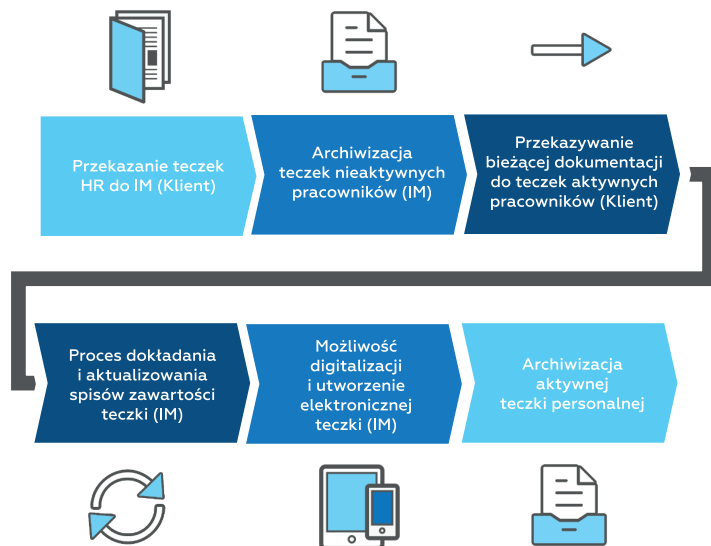 Przekazanie teczek
HR do IM (Klient)
Archiwizacja
teczek nieaktywnych
pracowników (IM)
Przekazywanie
bieżącej dokumentacji
do teczek aktywnych
pracowników (Klient)
Proces dokładania
i aktualizowania
spisów zawartości
teczki (IM)
Możliwość
digitalizacji
i utworzenie
elektronicznej
teczki (IM)
Archiwizacja
aktywnej
teczki personalnej